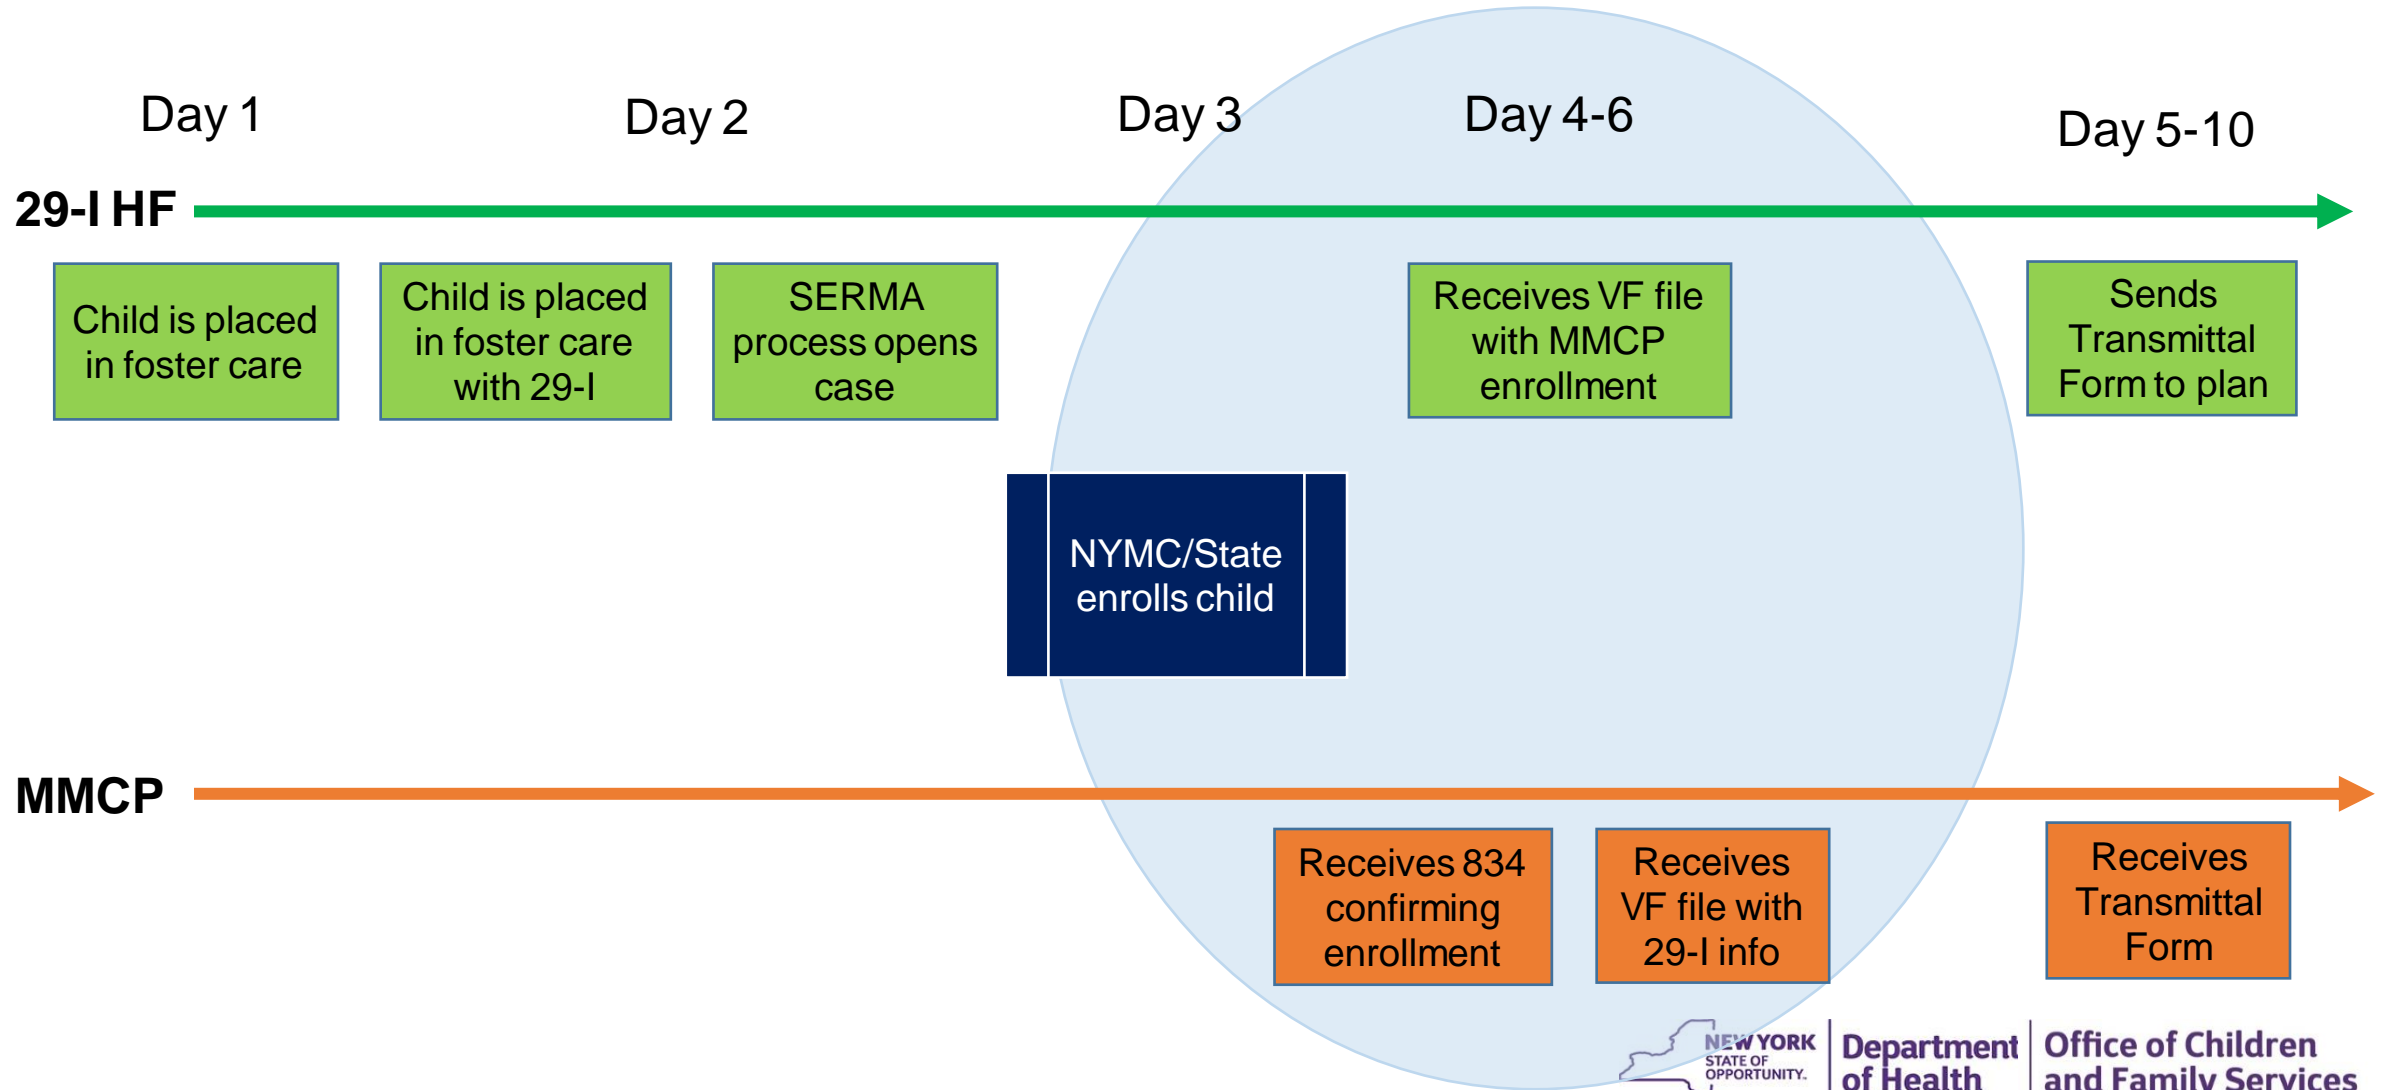 Day 1
Day 2
Day 3
Day 4-6
Day 5-10
29-I HF
Child is placed
in foster care
Child is placed
in foster care
with 29-I
SERMA
process opens
case
Receives VF file
with MMCP
enrollment
Sends
Transmittal
Form to plan
NYMC/State
enrolls child
MMCP
Receives 834
confirming
enrollment
Receives
VF file with
29-I info
Receives
Transmittal
Form
NEW YORK
STATE OF
OPPORTUNITY.
Department
of Health
Office of Children
and Family Services